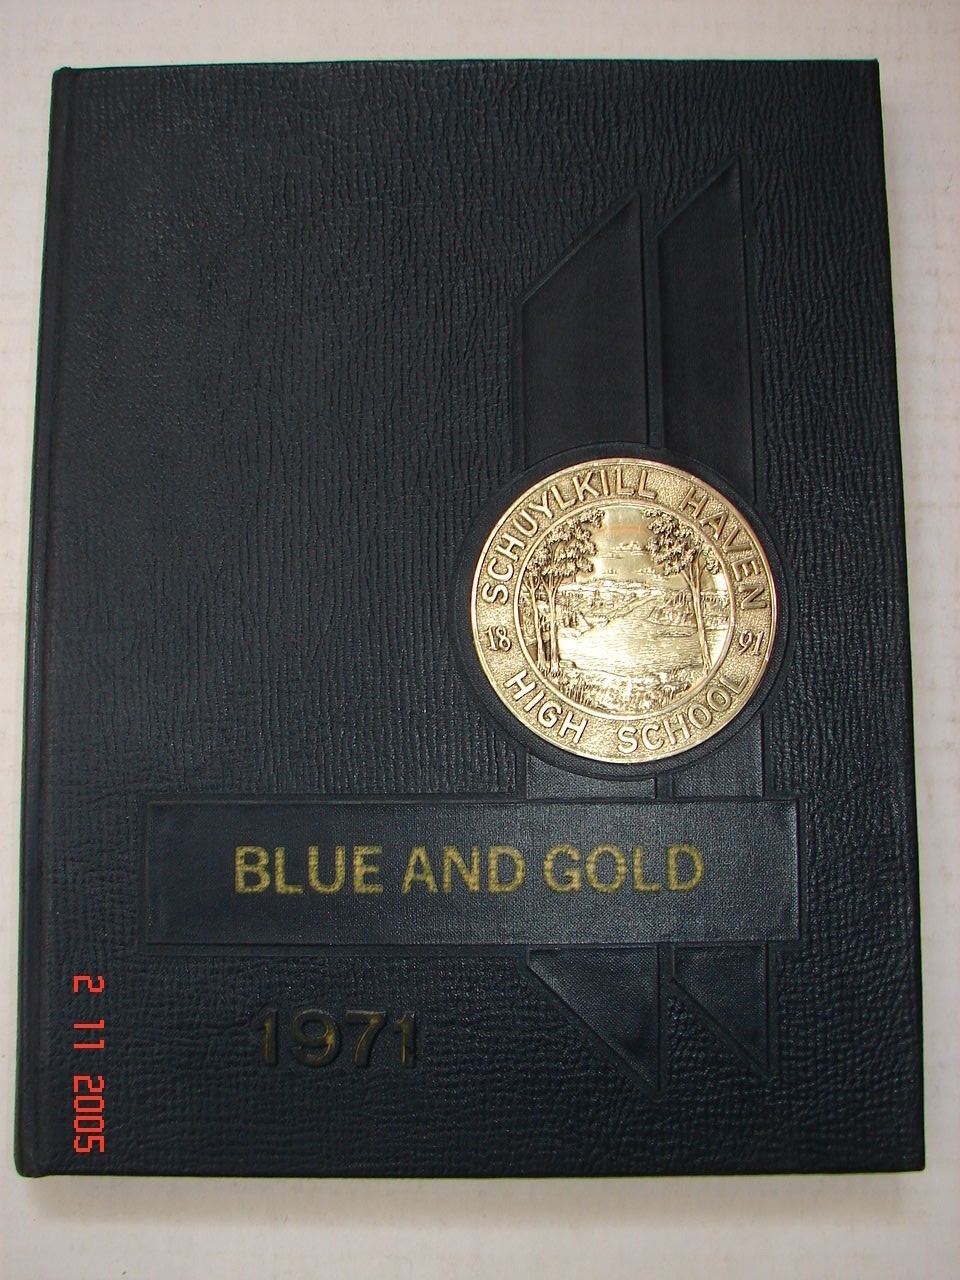 SCHUYLKILL HAVEN
18 91
HIGH SCHOOL
BLUE AND GOLD
1971
2 11 2005